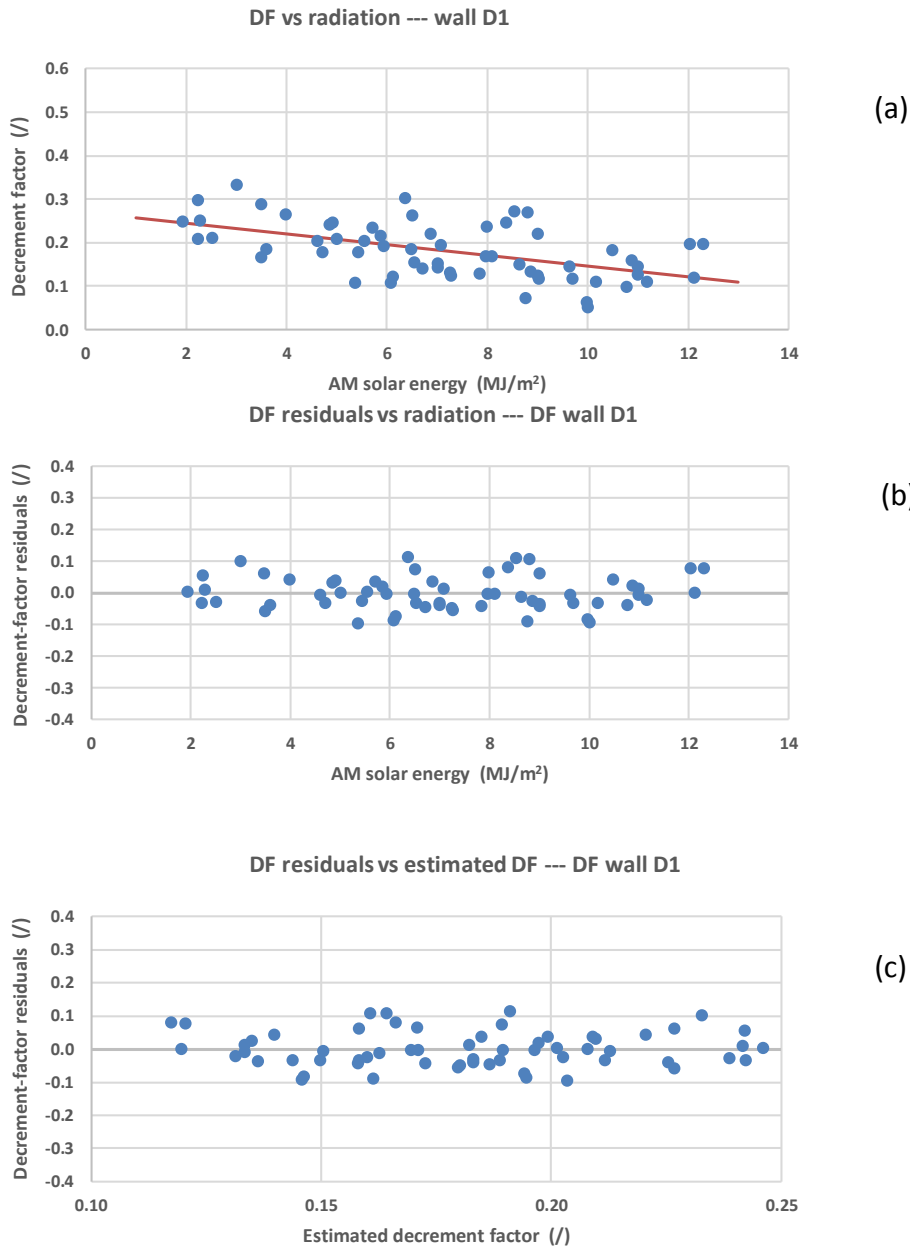 DF vs radiation --- wall D1
(a)
Decrement factor (/)
0.6
0.5
0.4
0.3
0.2
0.1
0.0
0 2 4 6 8 10 12 14
AM solar energy (MJ/m²)
DF residuals vs radiation --- DF wall D1
(b)
Decrement-factor residuals (/)
0.4
0.3
0.2
0.1
0.0
-0.1
-0.2
-0.3
-0.4
0 2 4 6 8 10 12 14
AM solar energy (MJ/m²)
DF residuals vs estimated DF --- DF wall D1
(c)
Decrement-factor residuals (/)
0.4
0.3
0.2
0.1
0.0
-0.1
-0.2
-0.3
-0.4
0.10 0.15 0.20 0.25
Estimated decrement factor (/)